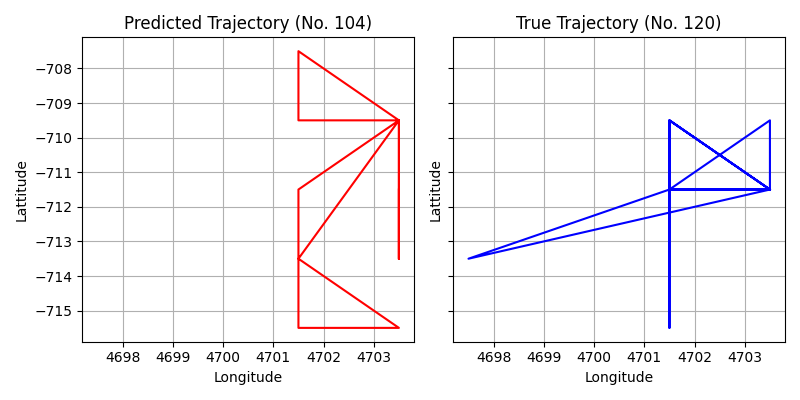 Predicted Trajectory (No. 104)
True Trajectory (No. 120)
Lattitude
−708
−709
−710
−711
−712
−713
−714
−715
4698 4699 4700 4701 4702 4703
Longitude
Lattitude
4698 4699 4700 4701 4702 4703
Longitude